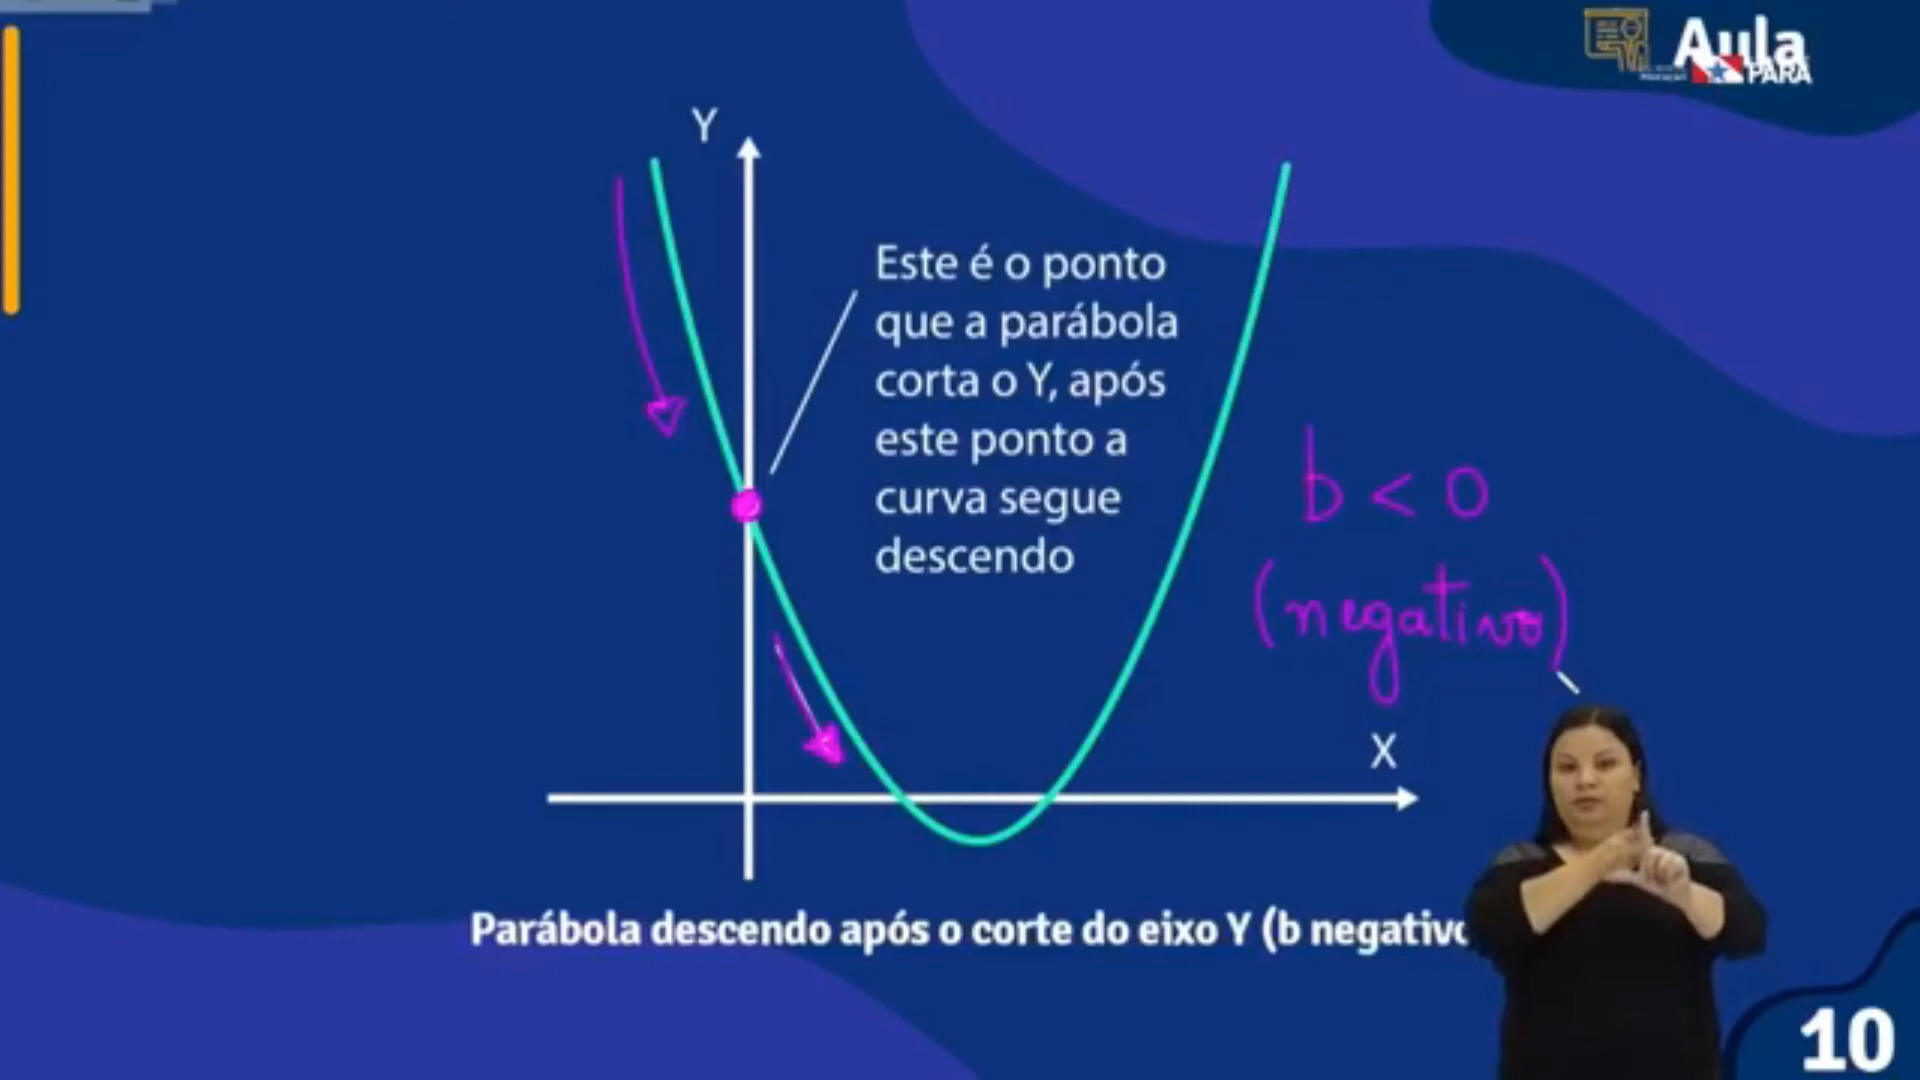 Aula
PARÁ
Y
Este é o ponto
que a parábola
corta o Y, após
este ponto a
curva segue
descendo
b < 0
(negativo)
X
Parábola descendo após o corte do eixo Y (b negativo
10